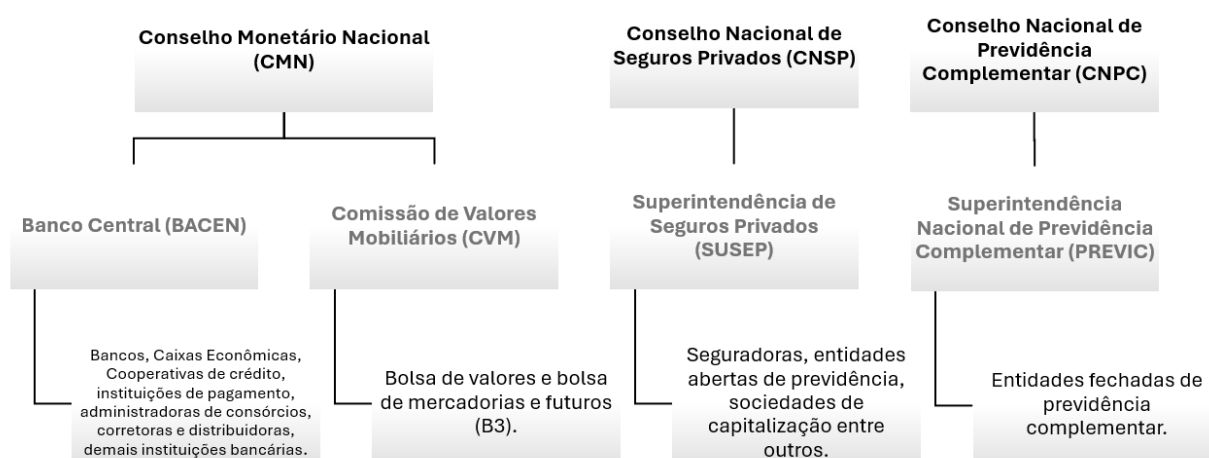 Conselho Monetário Nacional
(CMN)
Conselho Nacional de
Seguros Privados (CNSP)
Conselho Nacional de
Previdência
Complementar (CNPC)
Banco Central (BACEN)
Comissão de Valores
Mobiliários (CVM)
Superintendência de
Seguros Privados
(SUSEP)
Superintendência
Nacional de Previdência
Complementar (PREVIC)
Bancos, Caixas Econômicas,
Cooperativas de crédito,
instituições de pagamento,
administradoras de consórcios,
corretoras e distribuidoras,
demais instituições bancárias.
Bolsa de valores e bolsa
de mercadorias e futuros
(B3).
Seguradoras, entidades
abertas de previdência,
sociedades de
capitalização entre
outros.
Entidades fechadas de
previdência
complementar.